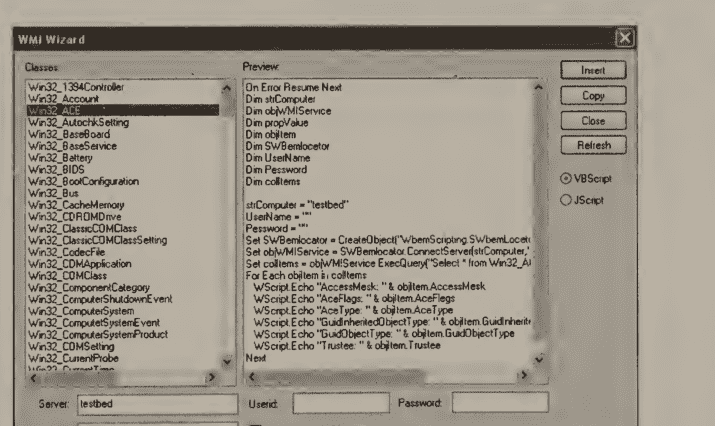 WMI Wizard
Classes:
Win32_1394Controller
Win32_Account
Win32_ACE
Win32_AutochkSetting
Win32_BaseBoard
Win32_BaseService
Win32_Battery
Win32_BIOS
Win32_BootConfiguration
Win32_Bus
Win32_CacheMemory
Win32_CDROMDrive
Win32_ClassicCOMClass
Win32_ClassicCOMClassSetting
Win32_CodecFile
Win32_COMApplication
Win32_COMClass
Win32_ComponentCategory
Win32_ComputerShutdownEvent
Win32_ComputerSystem
Win32_ComputerSystemEvent
Win32_ComputerSystemProduct
Win32_COMSetting
Win32_CurrentProbe
Win32_CurrentTime
Preview:
On Error Resume Next
Dim strComputer
Dim objWMIService
Dim propValue
Dim objItem
Dim SWBemlocator
Dim UserName
Dim Password
Dim colItems
strComputer = "testbed"
UserName = ""
Password = ""
Set SWBemlocator = CreateObject("WbemScripting.SWbemLocato
Set objWMIService = SWBemlocator.ConnectServer(strComputer,"
Set colItems = objWMIService.ExecQuery("Select * from Win32_A
For Each objItem in colItems
WScript.Echo "AccessMask: " & objItem.AccessMask
WScript.Echo "AceFlags: " & objItem.AceFlags
WScript.Echo "AceType: " & objItem.AceType
WScript.Echo "GuidInheritedObjectType: " & objItem.GuidInherite
WScript.Echo "GuidObjectType: " & objItem.GuidObjectType
WScript.Echo "Trustee: " & objItem.Trustee
Next
Insert
Copy
Close
Refresh
VBScript
JScript
Server: testbed
Userid:
Password: